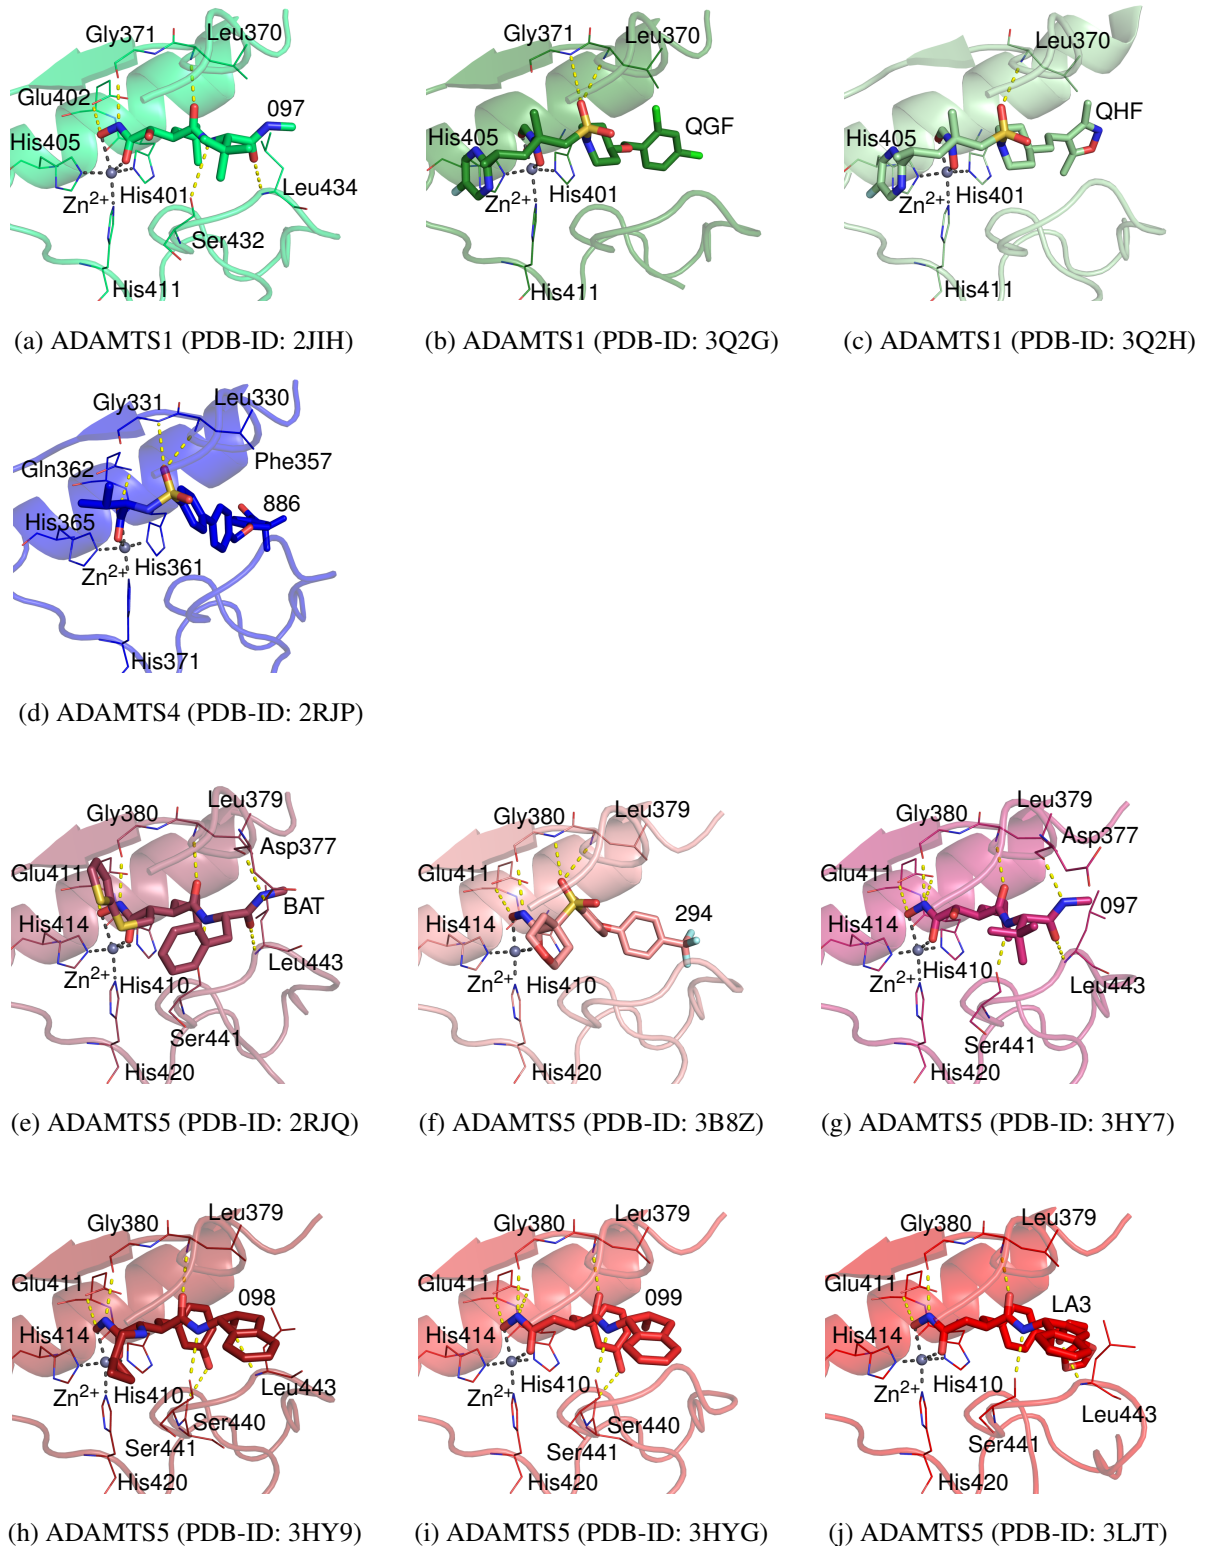 Gly371 Leu370
Glu402 097
His405
Zn2+ His401 Leu434
Ser432
His411
(a) ADAMTS1 (PDB-ID: 2JIH)
Gly371 Leu370
QGF
His405
Zn2+ His401
His411
(b) ADAMTS1 (PDB-ID: 3Q2G)
Leu370
QHF
His405
Zn2+ His401
His411
(c) ADAMTS1 (PDB-ID: 3Q2H)
Gly331 Leu330
Gln362 Phe357
886
His365
Zn2+ His361
His371
(d) ADAMTS4 (PDB-ID: 2RJP)
Gly380 Leu379
Asp377
Glu411
BAT
His414
Zn2+ His410 Leu443
Ser441
His420
(e) ADAMTS5 (PDB-ID: 2RJQ)
Gly380 Leu379
Glu411
His414 294
Zn2+ His410
His420
(f) ADAMTS5 (PDB-ID: 3B8Z)
Gly380 Leu379
Asp377
Glu411
097
His414
Zn2+ His410 Leu443
Ser441
His420
(g) ADAMTS5 (PDB-ID: 3HY7)
Gly380 Leu379
Glu411 098
His414
Zn2+ His410 Leu443
Ser440
Ser441
His420
(h) ADAMTS5 (PDB-ID: 3HY9)
Gly380 Leu379
Glu411 099
His414
Zn2+ His410
Ser440
Ser441
His420
(i) ADAMTS5 (PDB-ID: 3HYG)
Gly380 Leu379
Glu411 LA3
His414
Zn2+ His410
Leu443
Ser441
His420
(j) ADAMTS5 (PDB-ID: 3LJT)